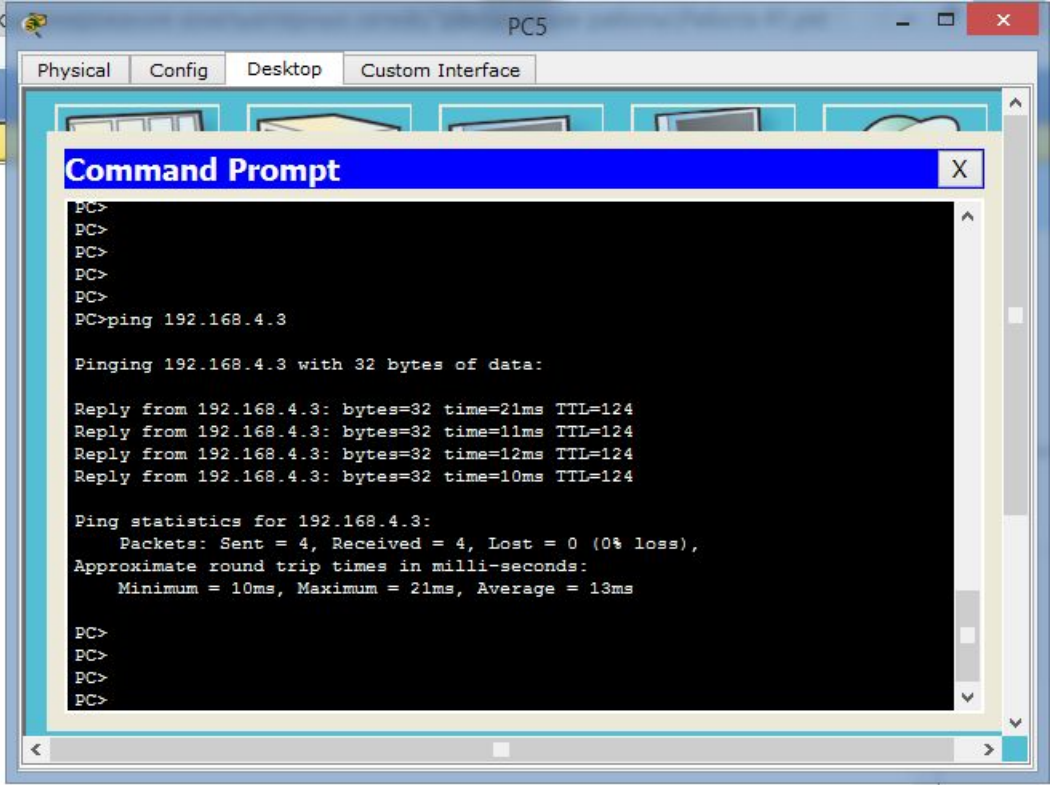 PC5
Physical Config Desktop Custom Interface
Command Prompt
X
PC>
PC>
PC>
PC>
PC>
PC>ping 192.168.4.3
Pinging 192.168.4.3 with 32 bytes of data:
Reply from 192.168.4.3: bytes=32 time=21ms TTL=124
Reply from 192.168.4.3: bytes=32 time=11ms TTL=124
Reply from 192.168.4.3: bytes=32 time=12ms TTL=124
Reply from 192.168.4.3: bytes=32 time=10ms TTL=124
Ping statistics for 192.168.4.3:
Packets: Sent = 4, Received = 4, Lost = 0 (0% loss),
Approximate round trip times in milli-seconds:
Minimum = 10ms, Maximum = 21ms, Average = 13ms
PC>
PC>
PC>
PC>